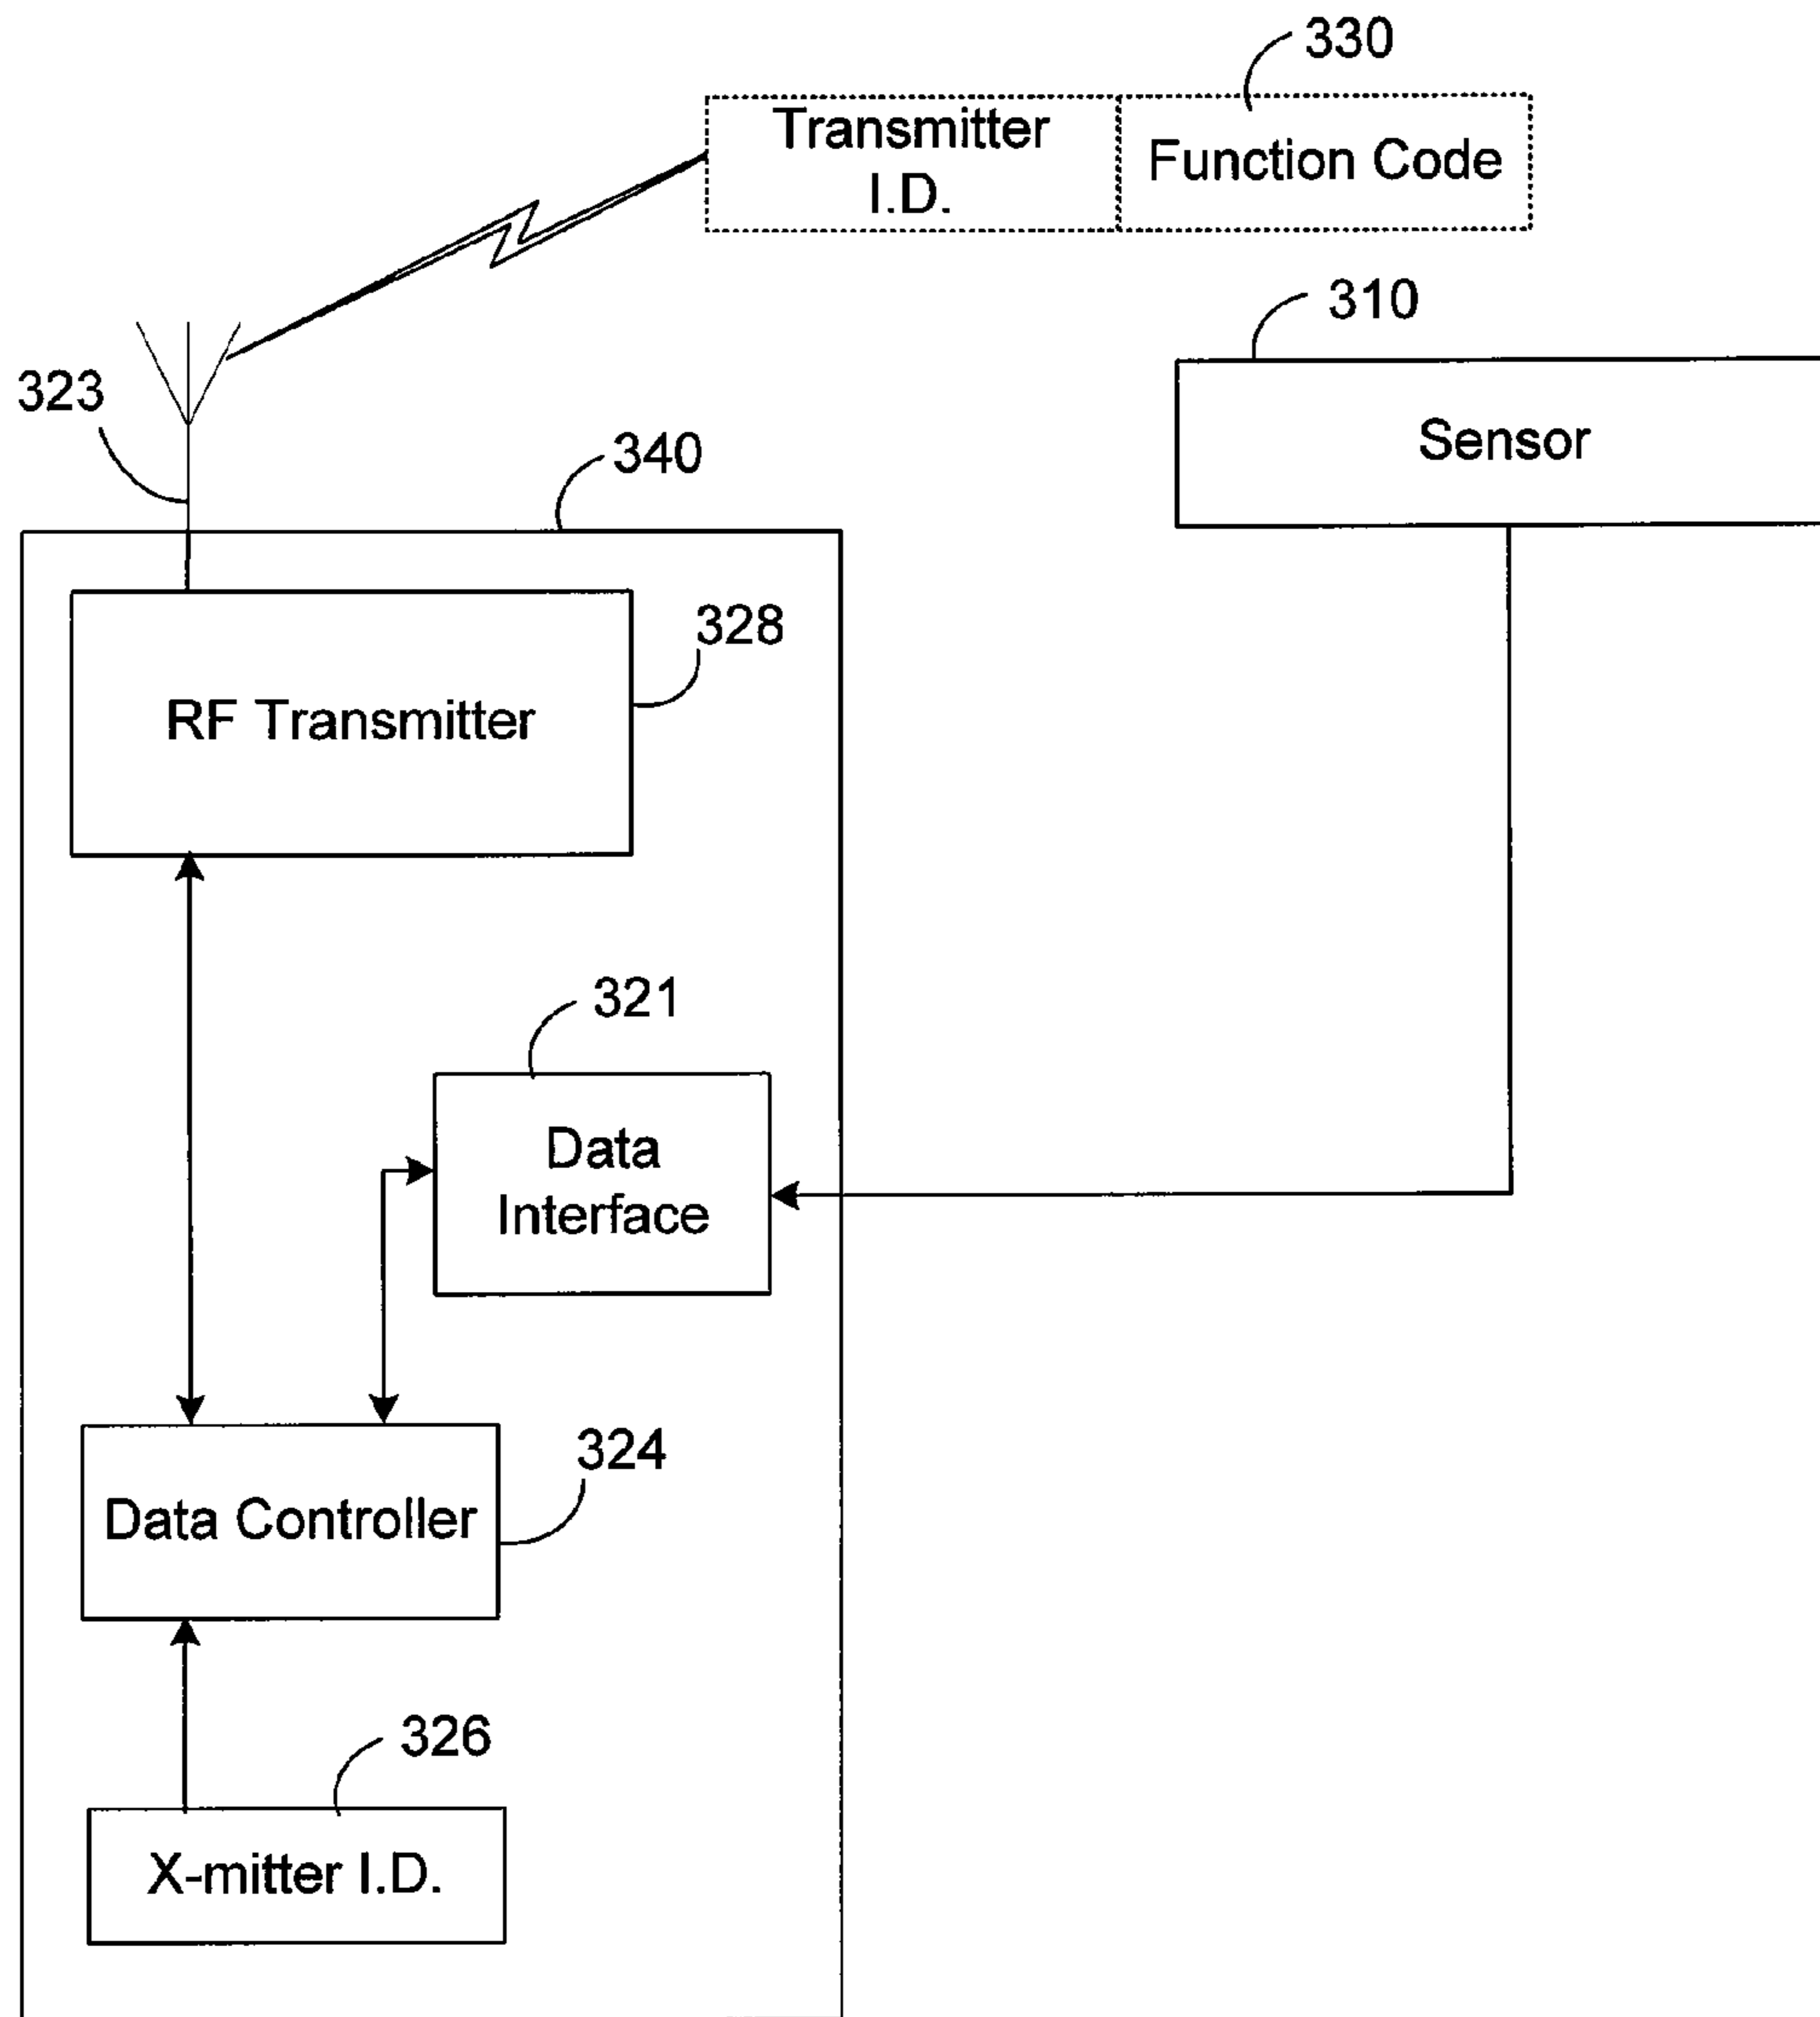 330
Transmitter
I.D.
Function Code
310
Sensor
323
340
328
RF Transmitter
321
Data
Interface
324
Data Controller
326
X-mitter I.D.